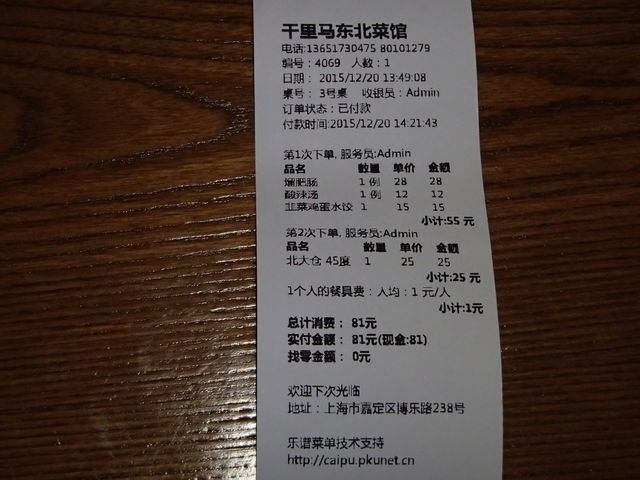 千里马东北菜馆
电话:13651730475 80101279
编号：4069 人数：1
日期： 2015/12/20 13:49:08
桌号： 3号桌 收银员：Admin
订单状态：已付款
付款时间:2015/12/20 14:21:43
第1次下单, 服务员:Admin
品名 数量 单价 金额
熘肥肠 1 例 28 28
酸辣汤 1 例 12 12
韭菜鸡蛋水饺 1 15 15
小计:55 元
第2次下单, 服务员:Admin
品名 数量 单价 金额
北大仓 45度 1 25 25
小计:25 元
1个人的餐具费：人均：1 元/人
小计:1元
总计消费： 81元
实付金额： 81元(现金:81)
找零金额： 0元
欢迎下次光临
地址：上海市嘉定区博乐路238号
乐谱菜单技术支持
http://caipu.pkunet.cn